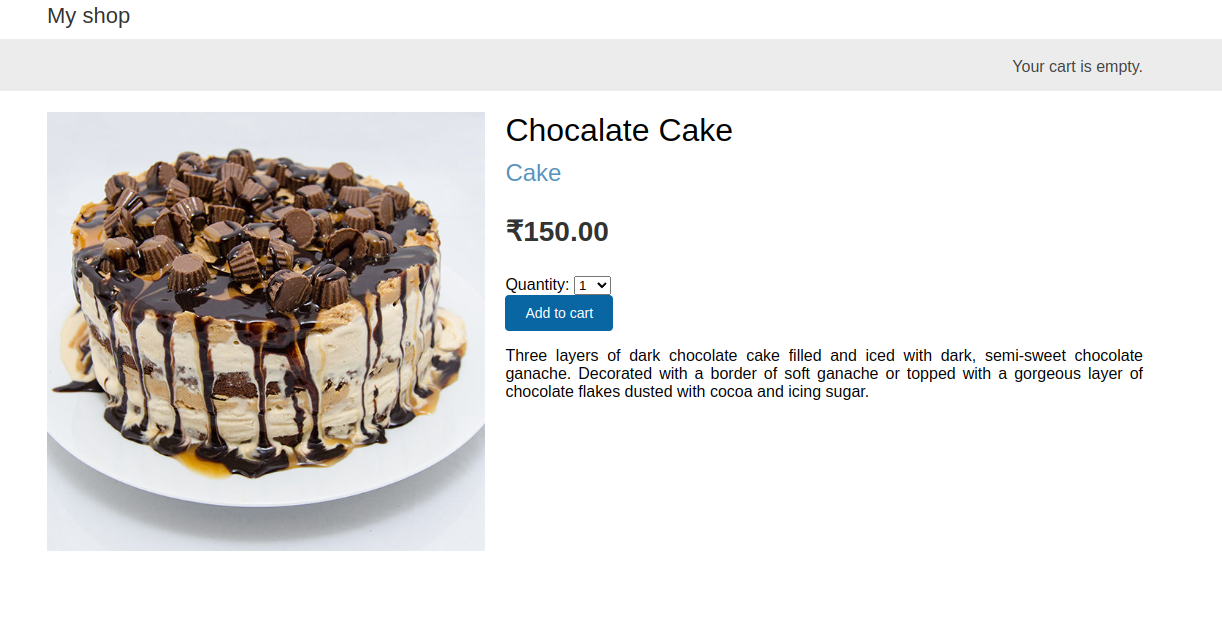 My shop
Your cart is empty.
Chocalate Cake
Cake
₹150.00
Quantity: 1
Add to cart
Three layers of dark chocolate cake filled and iced with dark, semi-sweet chocolate
ganache. Decorated with a border of soft ganache or topped with a gorgeous layer of
chocolate flakes dusted with cocoa and icing sugar.